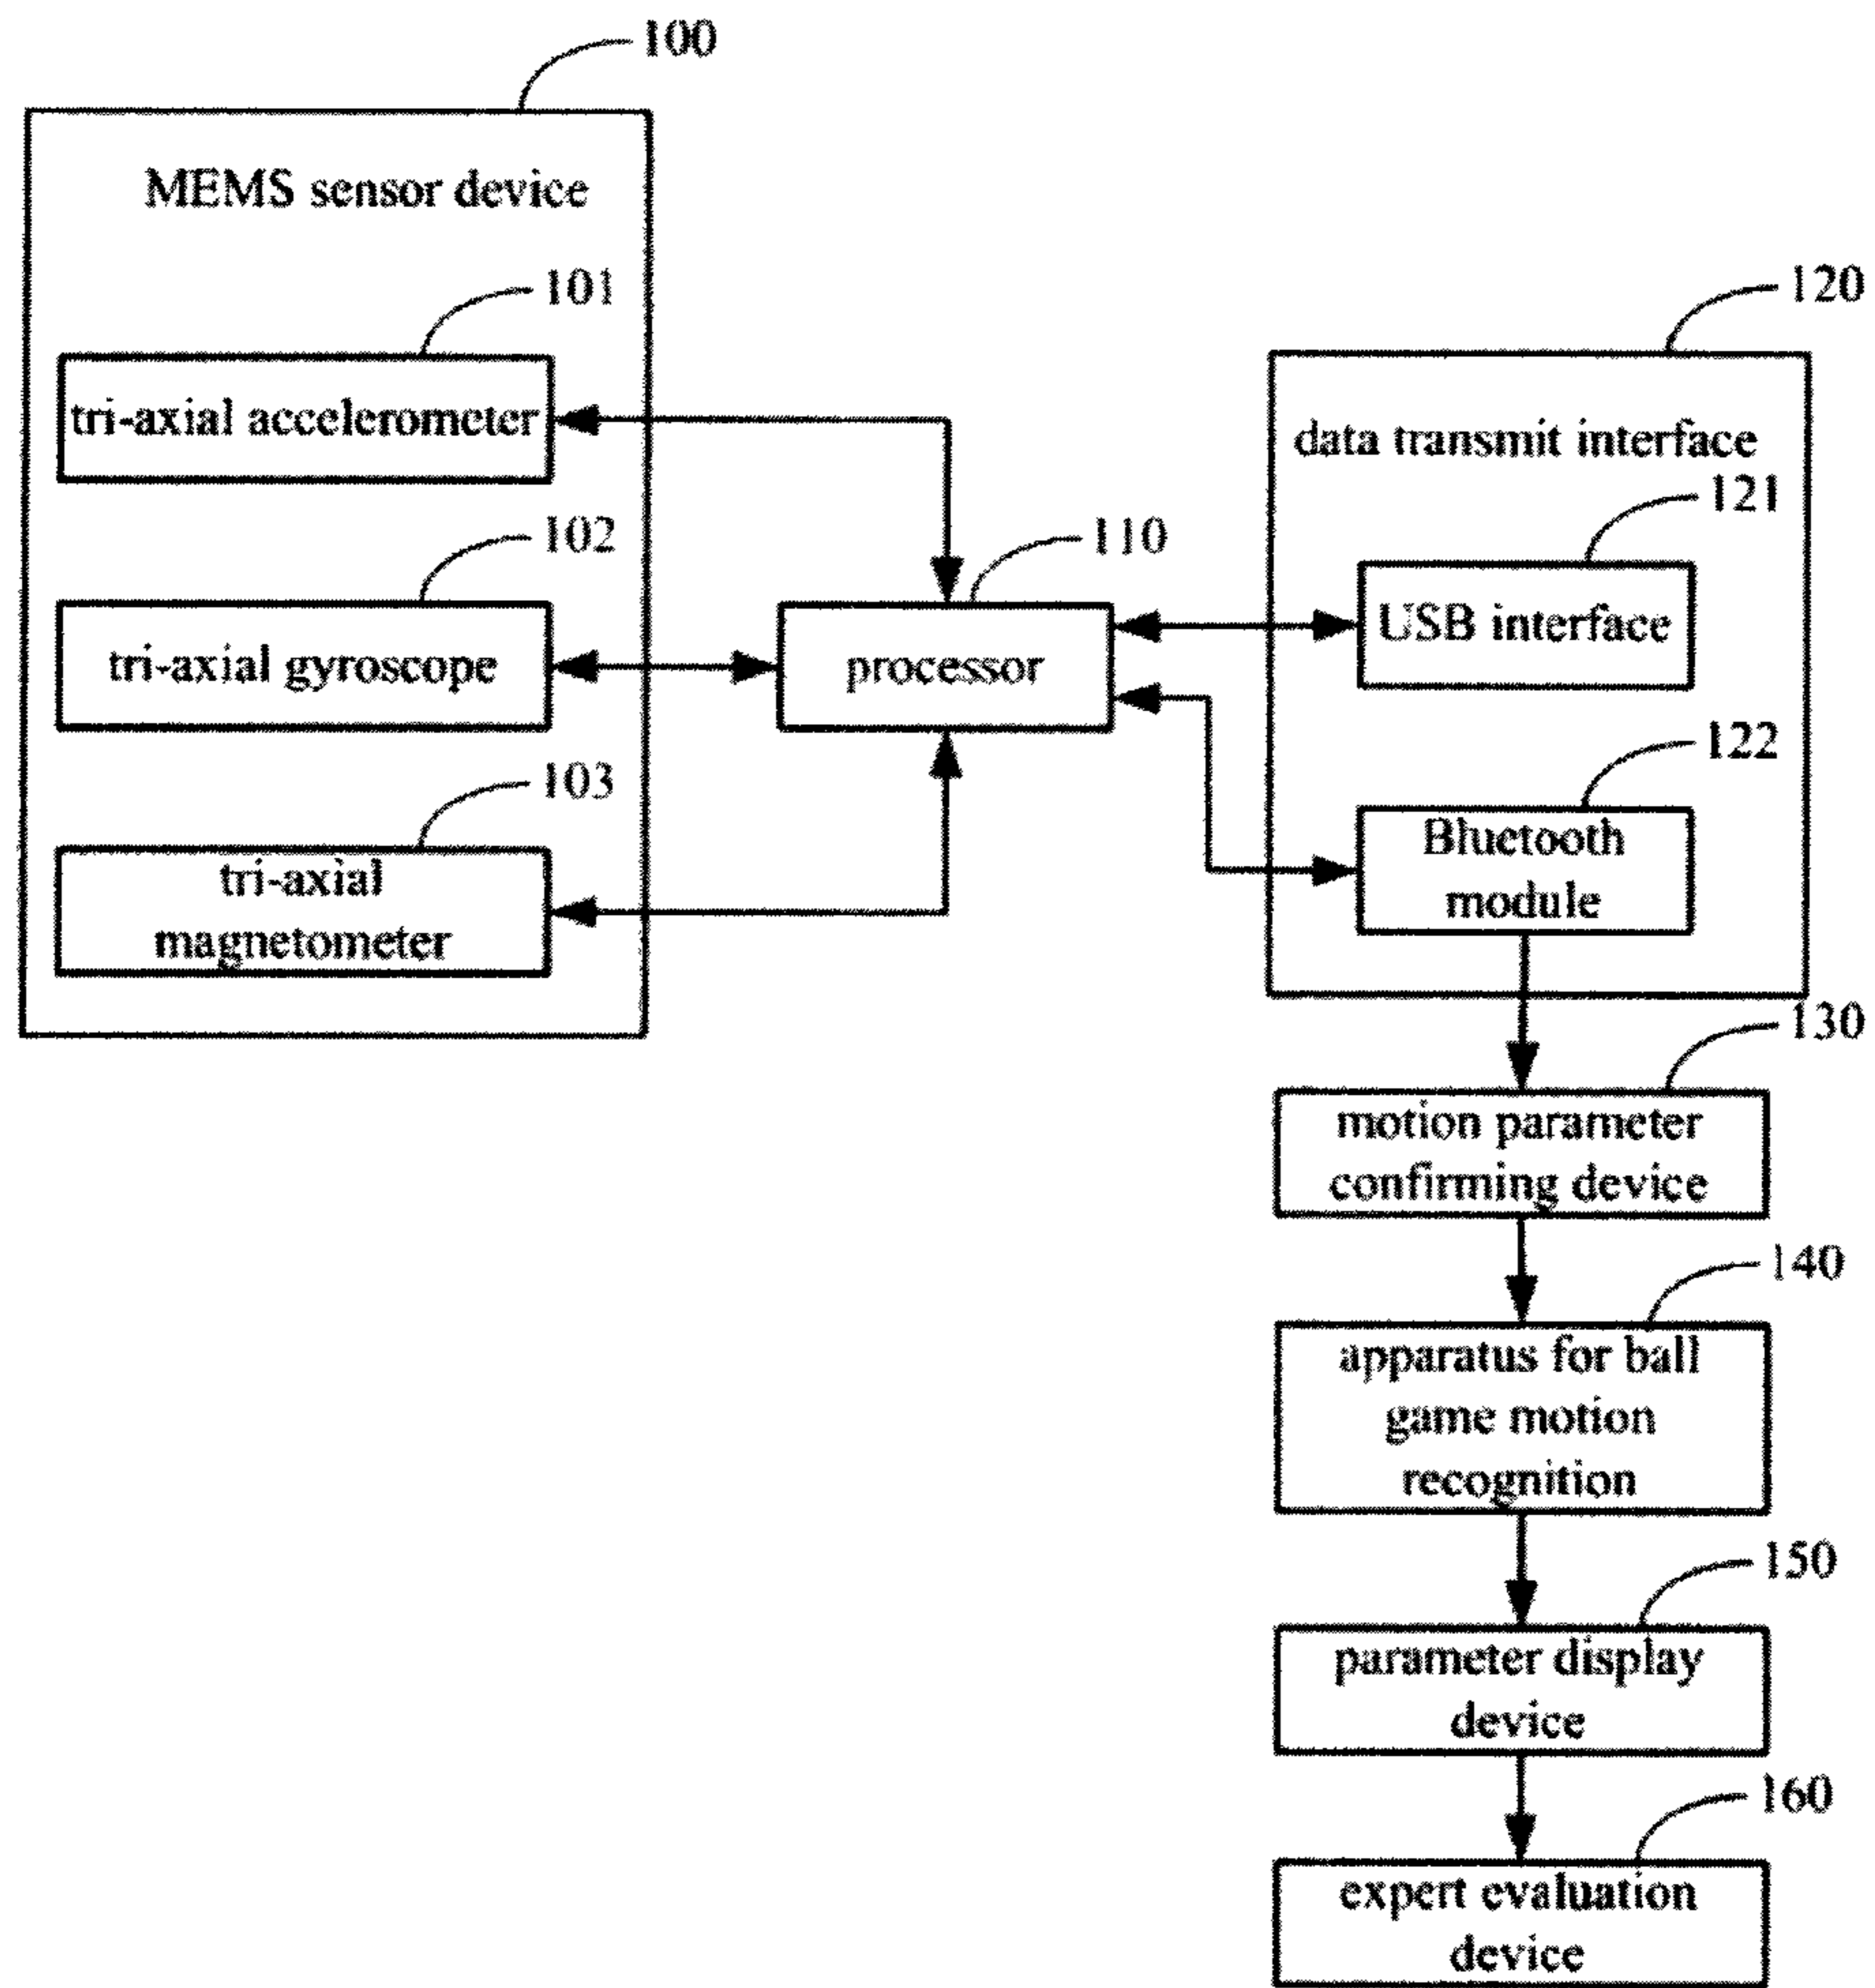 100
MEMS sensor device
101
tri-axial accelerometer
102
tri-axial gyroscope
103
tri-axial
magnetometer
110
processor
120
data transmit interface
121
USB interface
122
Bluetooth
module
130
motion parameter
confirming device
140
apparatus for ball
game motion
recognition
150
parameter display
device
160
expert evaluation
device